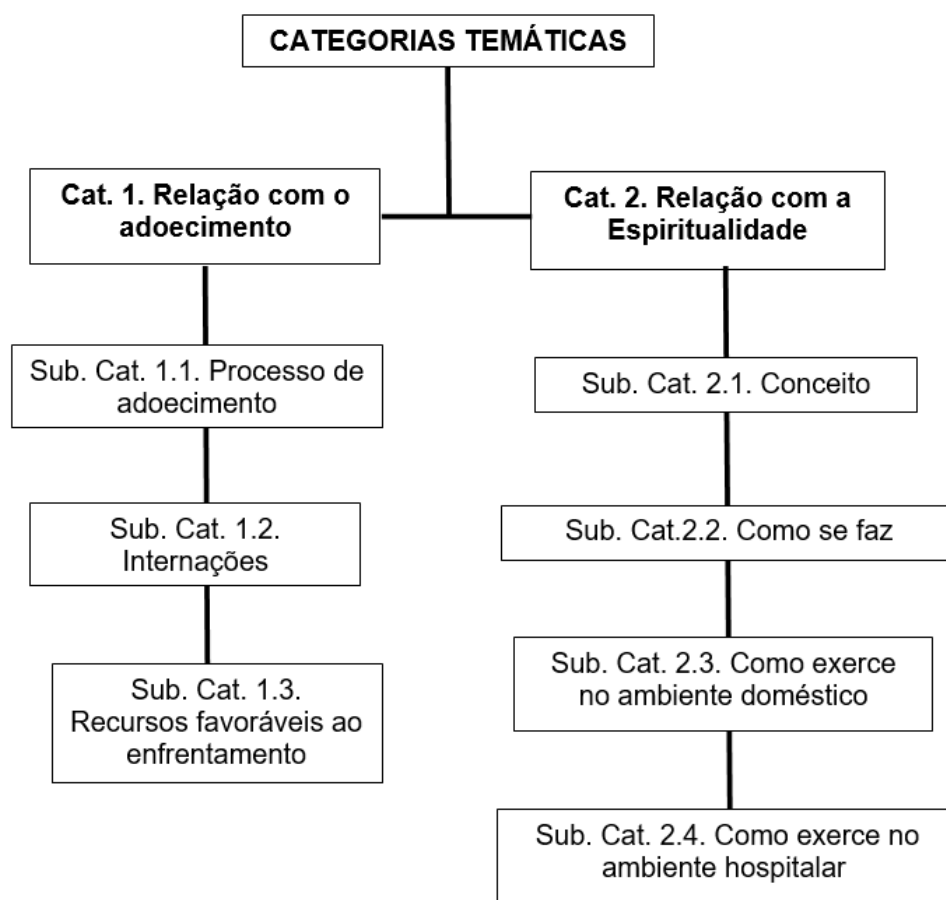 CATEGORIAS TEMÁTICAS
Cat. 1. Relação com o
adoecimento
Cat. 2. Relação com a
Espiritualidade
Sub. Cat. 1.1. Processo de
adoecimento
Sub. Cat. 1.2.
Internações
Sub. Cat. 1.3.
Recursos favoráveis ao
enfrentamento
Sub. Cat. 2.1. Conceito
Sub. Cat.2.2. Como se faz
Sub. Cat. 2.3. Como exerce
no ambiente doméstico
Sub. Cat. 2.4. Como exerce no
ambiente hospitalar